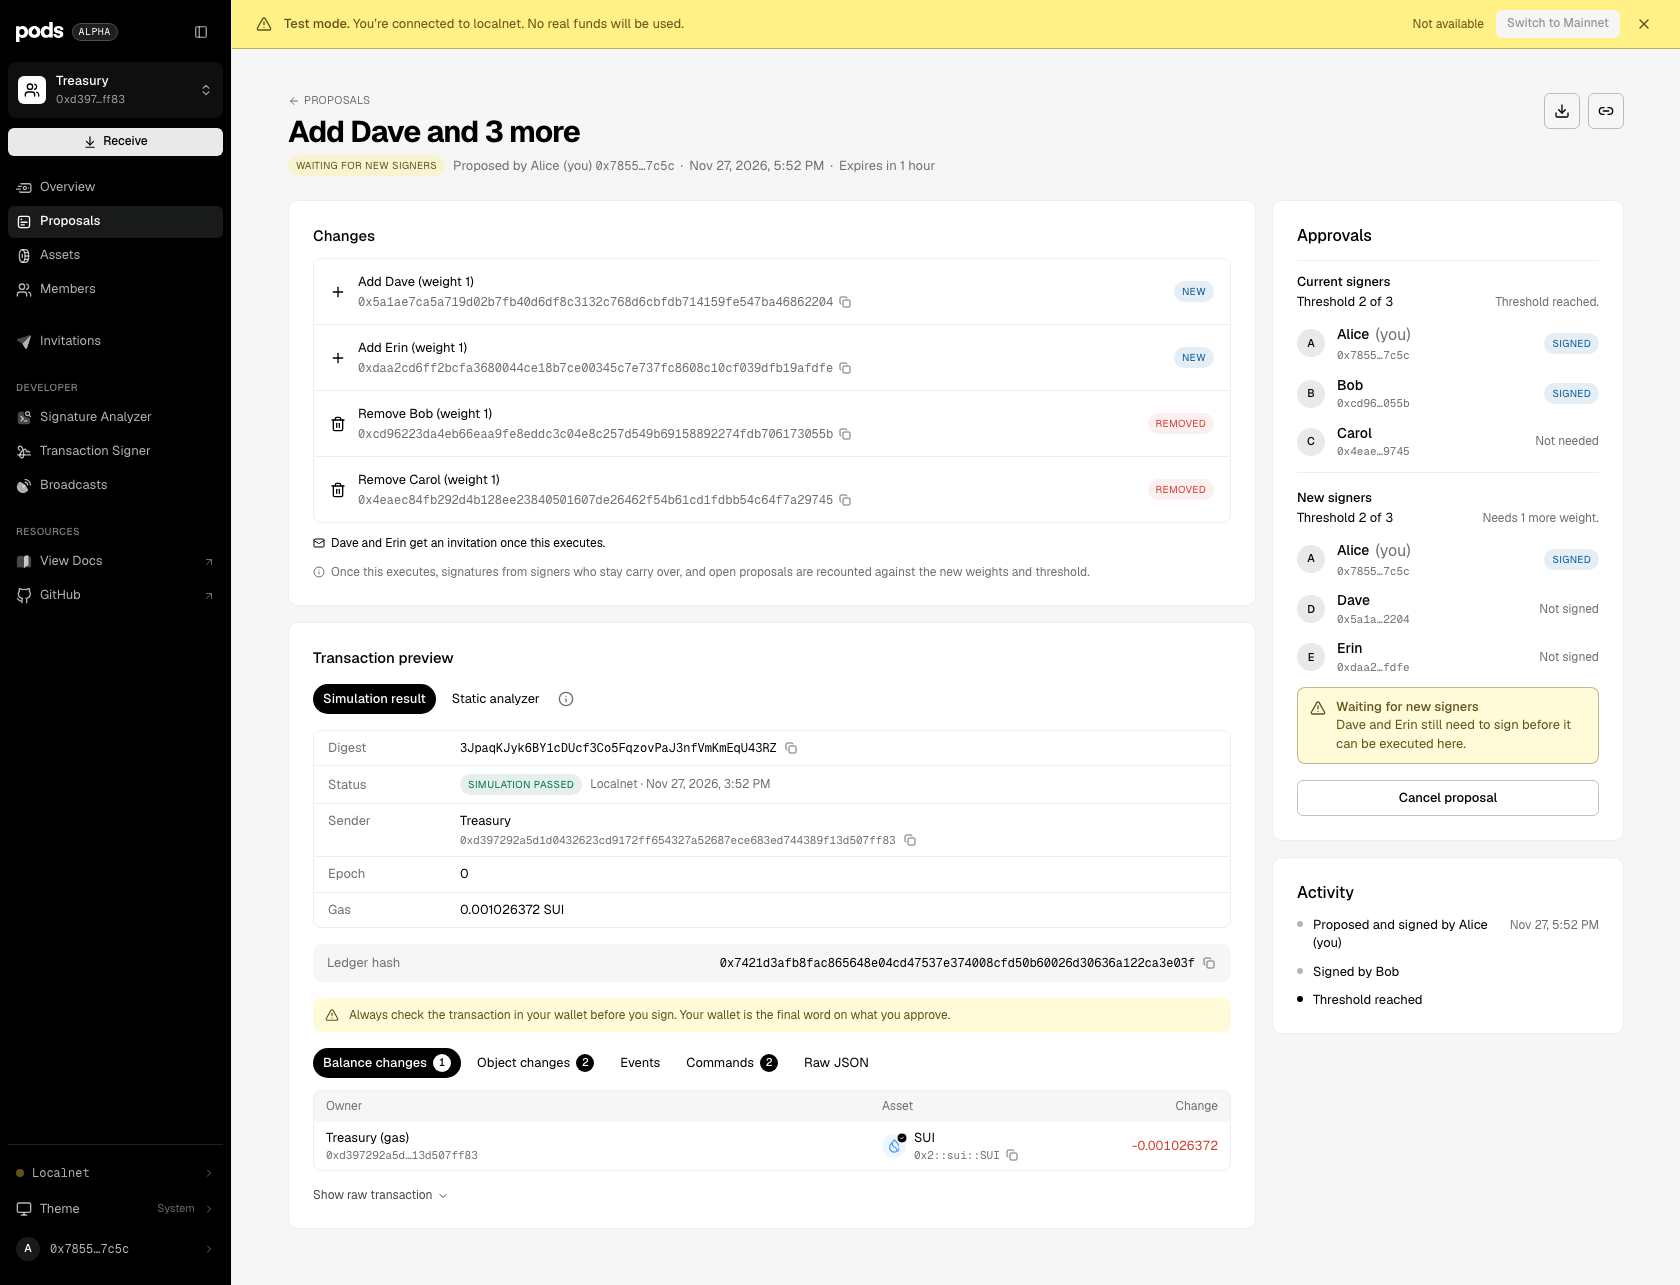 pods ALPHA
Treasury
0xd397…ff83
Receive
Overview
Proposals
Assets
Members
Invitations
DEVELOPER
Signature Analyzer
Transaction Signer
Broadcasts
RESOURCES
View Docs
GitHub
Localnet
Theme System
A 0x7855…7c5c
Test mode. You're connected to localnet. No real funds will be used.
Not available Switch to Mainnet
PROPOSALS
Add Dave and 3 more
WAITING FOR NEW SIGNERS Proposed by Alice (you) 0x7855…7c5c · Nov 27, 2026, 5:52 PM · Expires in 1 hour
Changes
Add Dave (weight 1)
0x5a1ae7ca5a719d02b7fb40d6df8c3132c768d6cbfdb714159fe547ba46862204
NEW
Add Erin (weight 1)
0xdaa2cd6ff2bcfa3680044ce18b7ce00345c7e737fc8608c10cf039dfb19afdfe
NEW
Remove Bob (weight 1)
0xcd96223da4eb66eaa9fe8eddc3c04e8c257d549b69158892274fdb706173055b
REMOVED
Remove Carol (weight 1)
0x4eaec84fb292d4b128ee23840501607de26462f54b61cd1fdbb54c64f7a29745
REMOVED
Dave and Erin get an invitation once this executes.
Once this executes, signatures from signers who stay carry over, and open proposals are recounted against the new weights and threshold.
Transaction preview
Simulation result Static analyzer
Digest 3JpaqKJyk6BY1cDUcf3Co5FqzovPaJ3nfVmKmEqU43RZ
Status SIMULATION PASSED Localnet · Nov 27, 2026, 3:52 PM
Sender Treasury
0xd397292a5d1d0432623cd9172ff654327a52687ece683ed744389f13d507ff83
Epoch 0
Gas 0.001026372 SUI
Ledger hash 0x7421d3afb8fac865648e04cd47537e374008cfd50b60026d30636a122ca3e03f
Always check the transaction in your wallet before you sign. Your wallet is the final word on what you approve.
Balance changes 1 Object changes 2 Events Commands 2 Raw JSON
Owner Asset Change
Treasury (gas) SUI
0xd397292a5d…13d507ff83 0x2::sui::SUI -0.001026372
Show raw transaction
Approvals
Current signers
Threshold 2 of 3 Threshold reached.
A Alice (you)
0x7855…7c5c
SIGNED
B Bob
0xcd96…055b
SIGNED
C Carol
0x4eae…9745
Not needed
New signers
Threshold 2 of 3 Needs 1 more weight.
A Alice (you)
0x7855…7c5c
SIGNED
D Dave
0x5a1a…2204
Not signed
E Erin
0xdaa2…fdfe
Not signed
Waiting for new signers
Dave and Erin still need to sign before it
can be executed here.
Cancel proposal
Activity
Proposed and signed by Alice Nov 27, 5:52 PM
(you)
Signed by Bob
Threshold reached